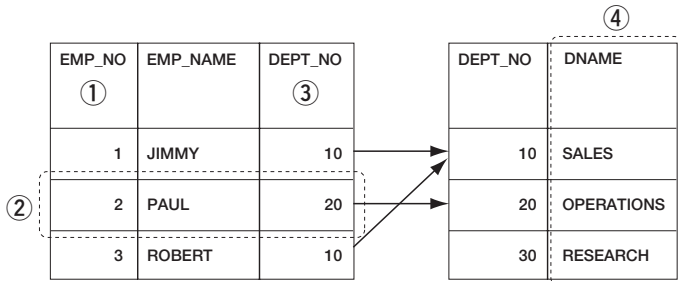 ④
EMP_NO EMP_NAME DEPT_NO DEPT_NO DNAME
① ③
1 JIMMY 10 10 SALES
② 2 PAUL 20 20 OPERATIONS
3 ROBERT 10 30 RESEARCH